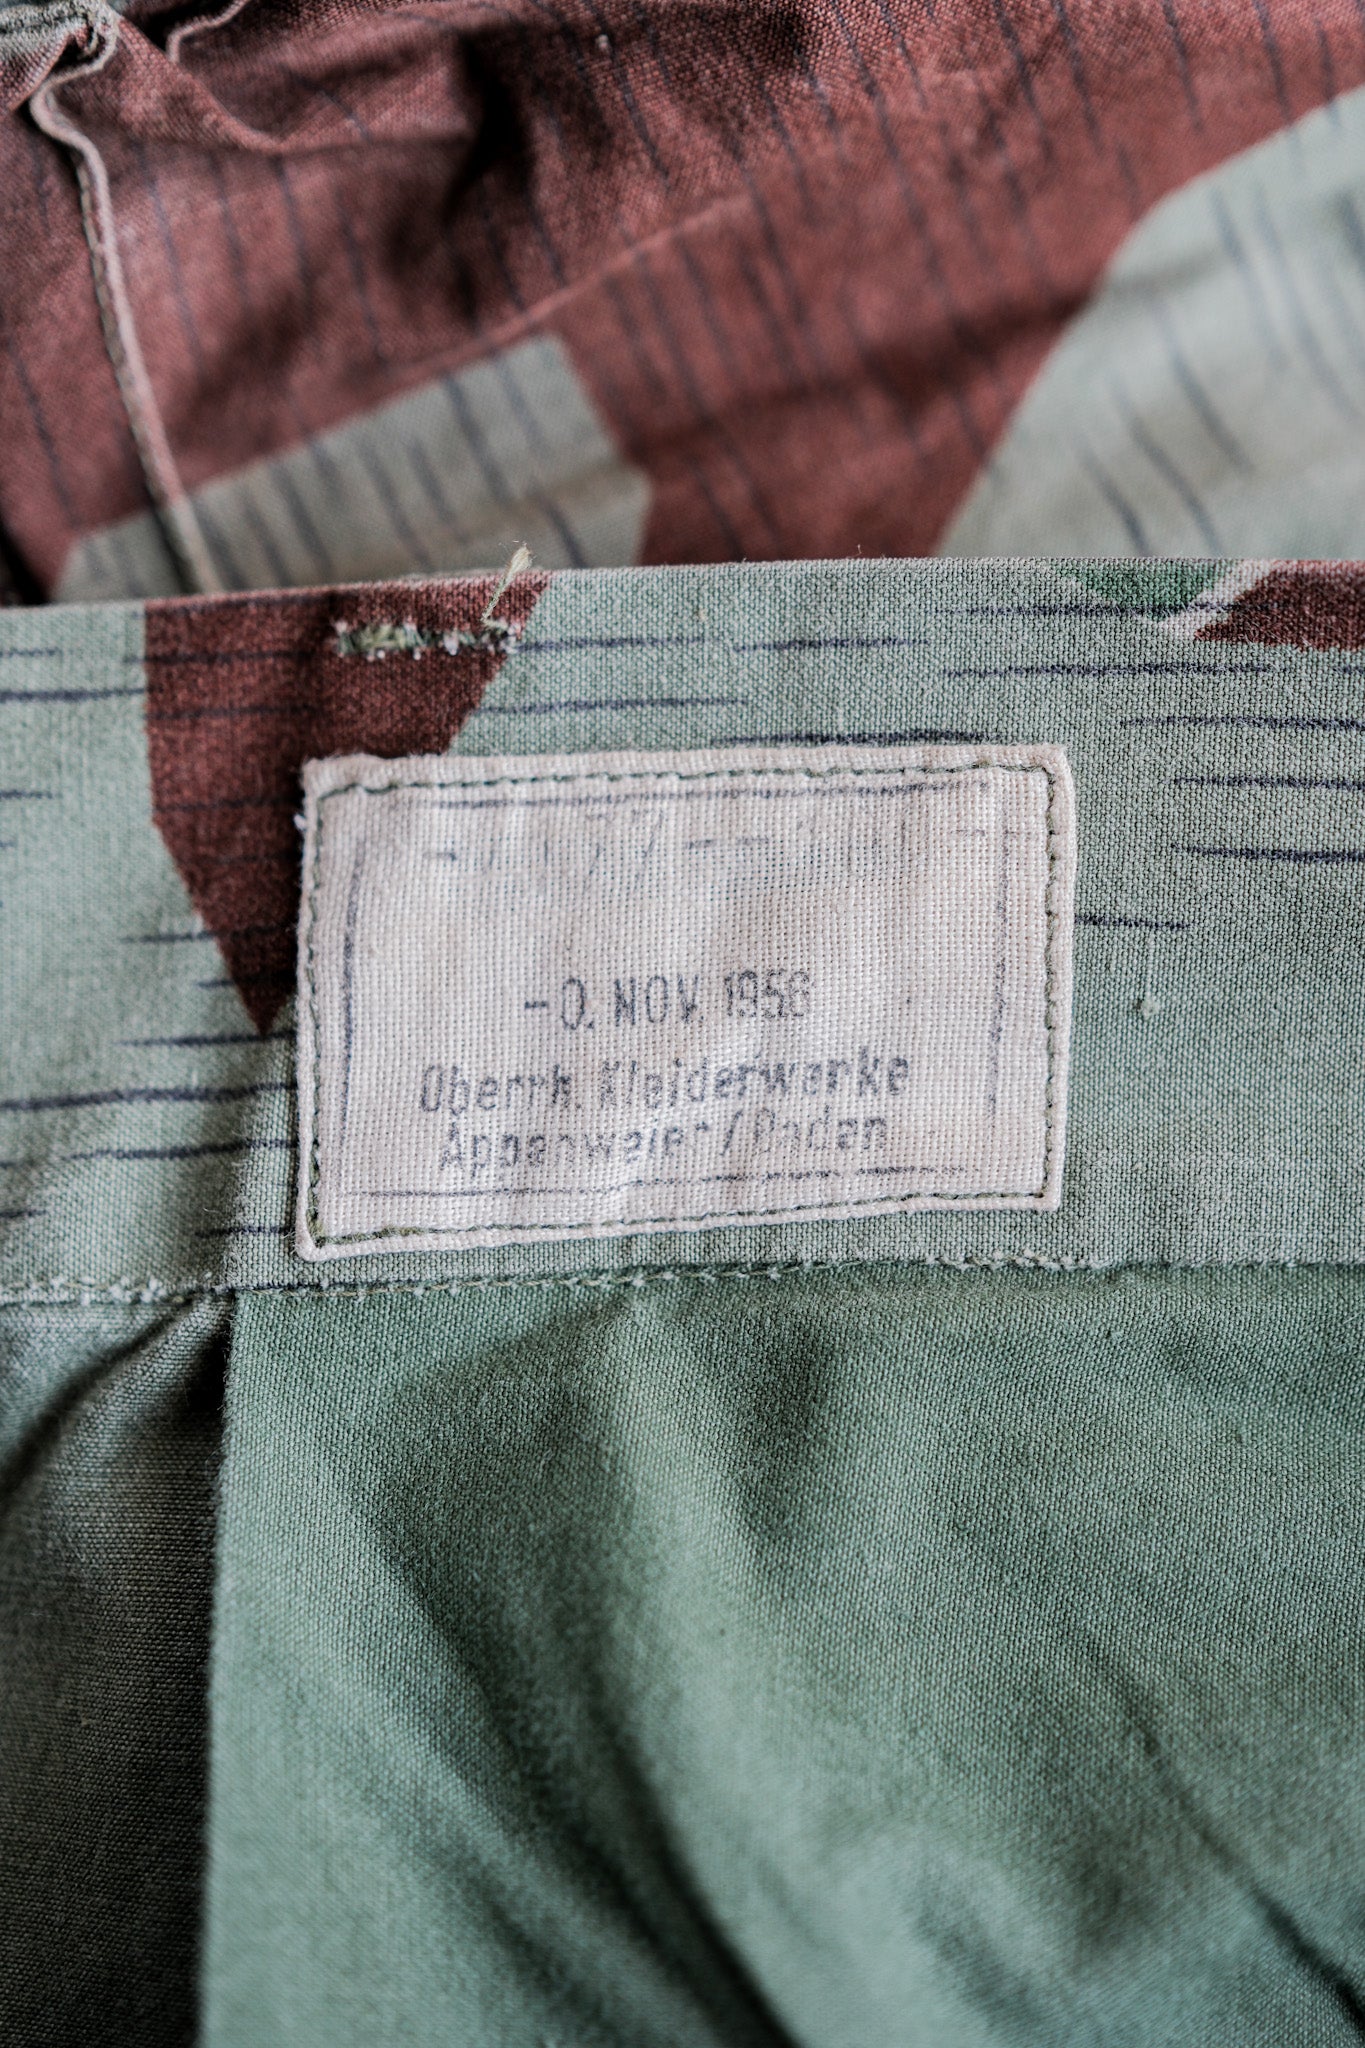 -0. NOV. 1956
Oberrh. Kleiderwerke
Appenweier/Baden